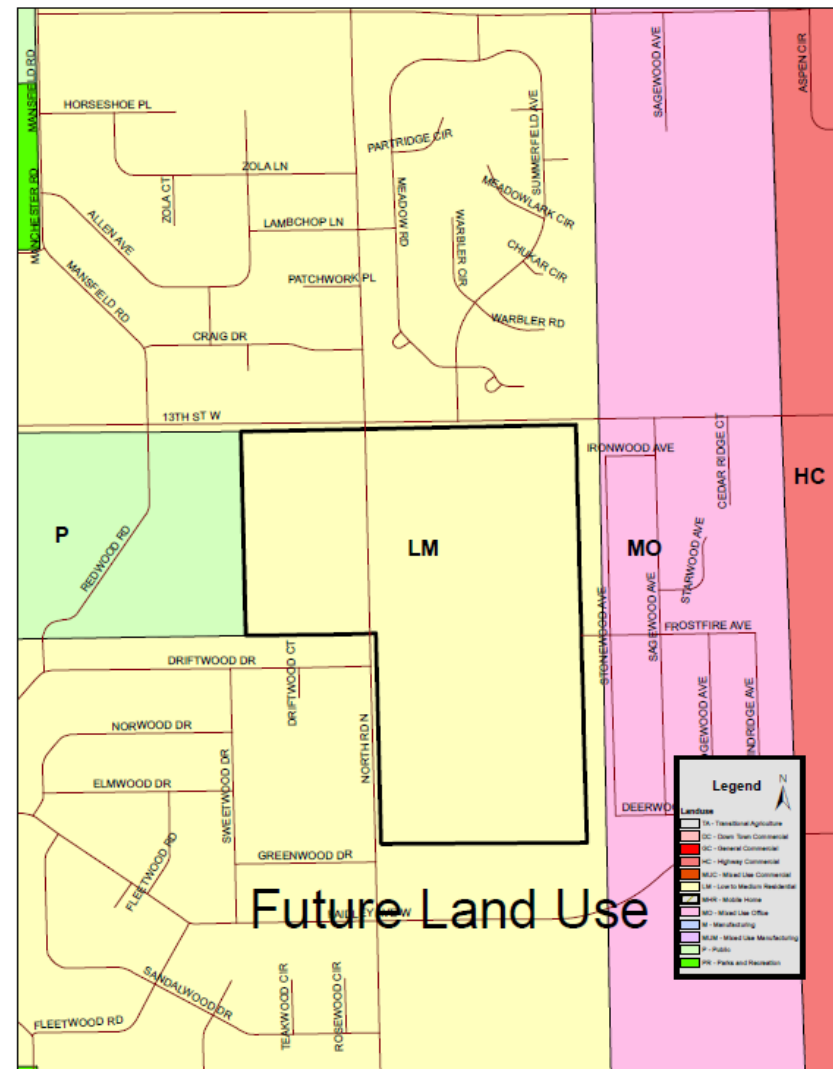 MANSFIELD RD
SAGEWOOD AVE
ASPEN CIR
HORSESHOE PL
PARTRIDGE CIR
SUMMERFIELD AVE
ZOLA LN
ZOLA CT
MANCHESTER RD
MEADOW RD
MEADOWLARK CIR
ALLEN AVE
LAMBCHOP LN
WARBLER CIR
CHUKAR CIR
MANSFIELD RD
PATCHWORK PL
WARBLER RD
CRAIG DR
13TH ST W
IRONWOOD AVE
CEDAR RIDGE CT
HC
P
LM
MO
REDWOOD RD
STARWOOD AVE
STONEWOOD AVE
SAGEWOOD AVE
FROSTFIRE AVE
DRIFTWOOD DR
DRIFTWOOD CT
NORWOOD DR
NORTH RD N
SWEETWOOD DR
ELMWOOD DR
FLEETWOOD RD
GREENWOOD DR
Future Land Use
SANDALWOOD DR
TEAKWOOD CIR
ROSEWOOD CIR
FLEETWOOD RD
Legend
N
Landuse
TA - Transitional Agriculture
DC - Down Town Commercial
GC - General Commercial
HC - Highway Commercial
MUC - Mixed Use Commercial
LM - Low to Medium Residential
MHR - Mobile Home
MO - Mixed Use Office
M - Manufacturing
MUM - Mixed Use Manufacturing
P - Public
PR - Parks and Recreation